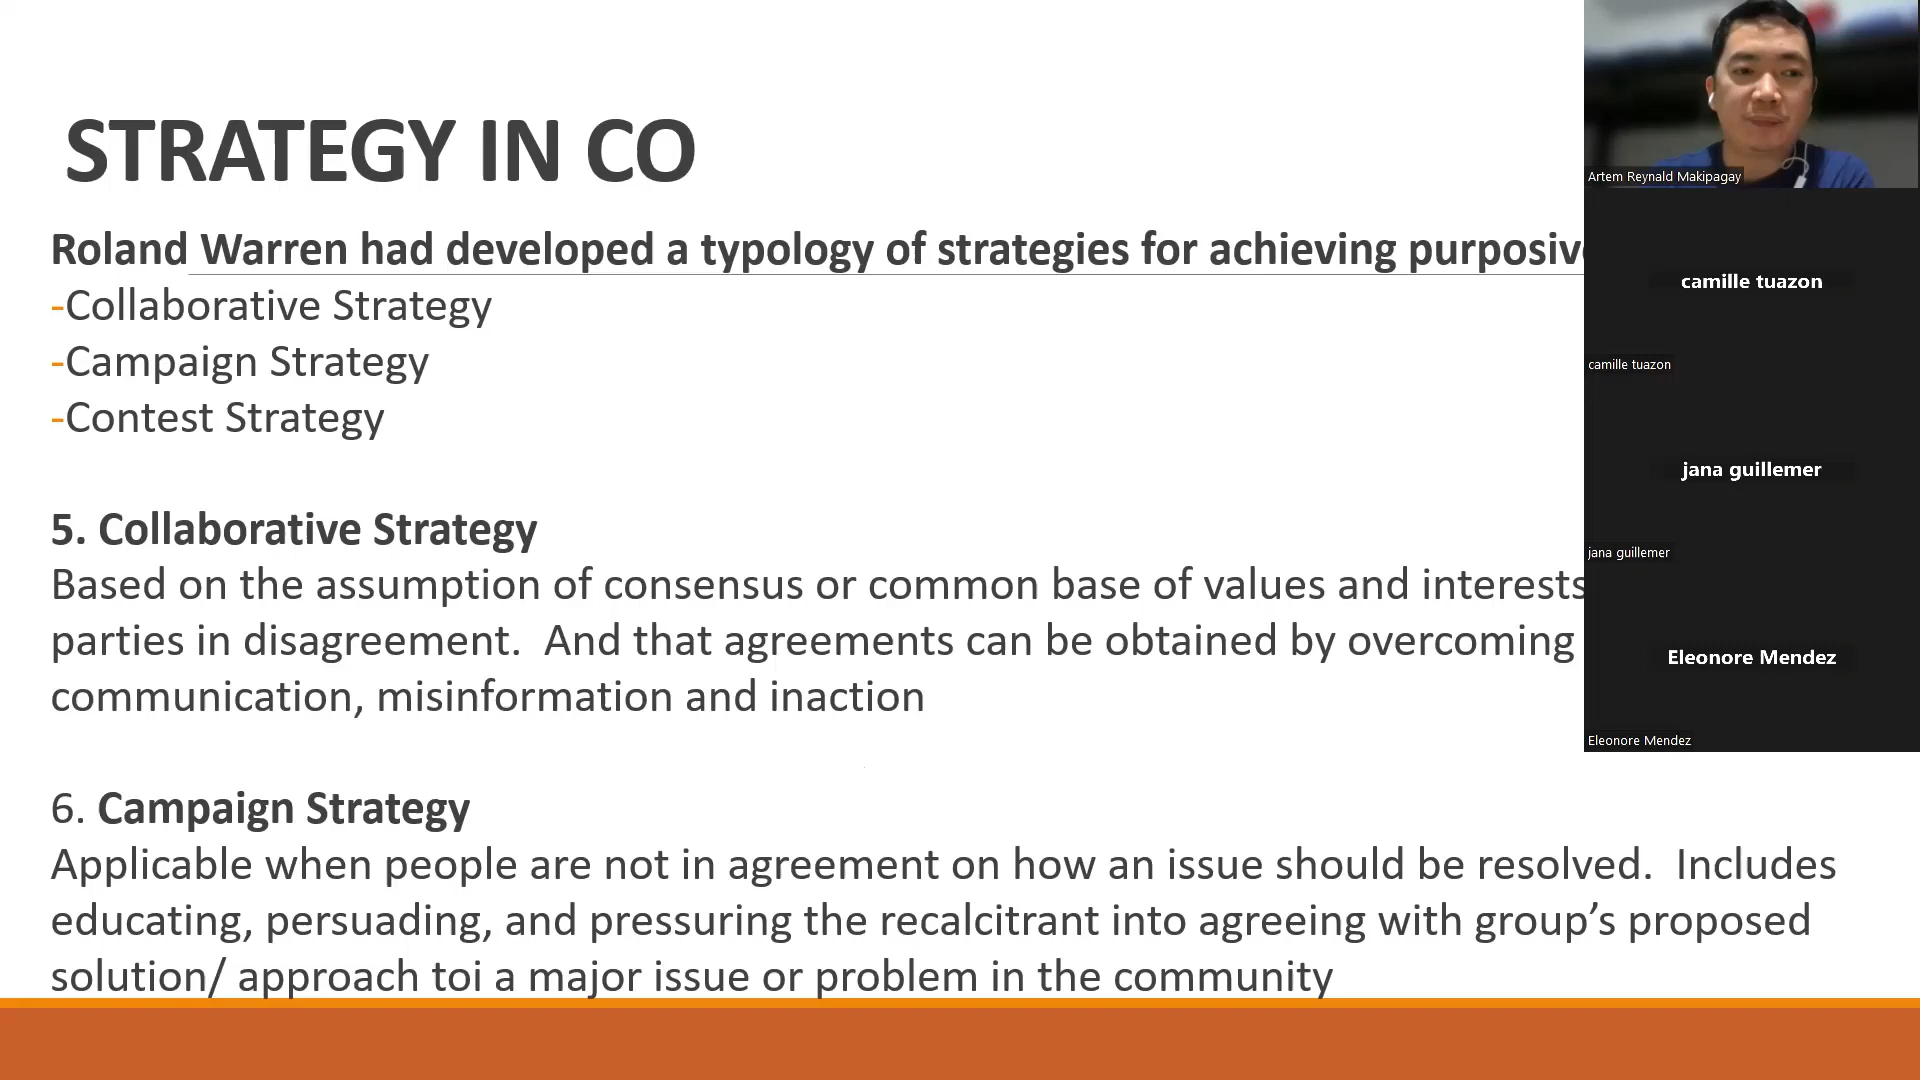 STRATEGY IN CO
Roland Warren had developed a typology of strategies for achieving
-Collaborative Strategy
-Campaign Strategy
-Contest Strategy
5. Collaborative Strategy
Based on the assumption of consensus or common base of values and interests
parties in disagreement.  And that agreements can be obtained by overcoming
communication, misinformation and inaction
6. Campaign Strategy
Applicable when people are not in agreement on how an issue should be resolved.  Includes
educating, persuading, and pressuring the recalcitrant into agreeing with group’s proposed
solution/ approach toi a major issue or problem in the community
Artem Reynald Makipagay
camille tuazon
camille tuazon
jana guillemer
jana guillemer
Eleonore Mendez
Eleonore Mendez